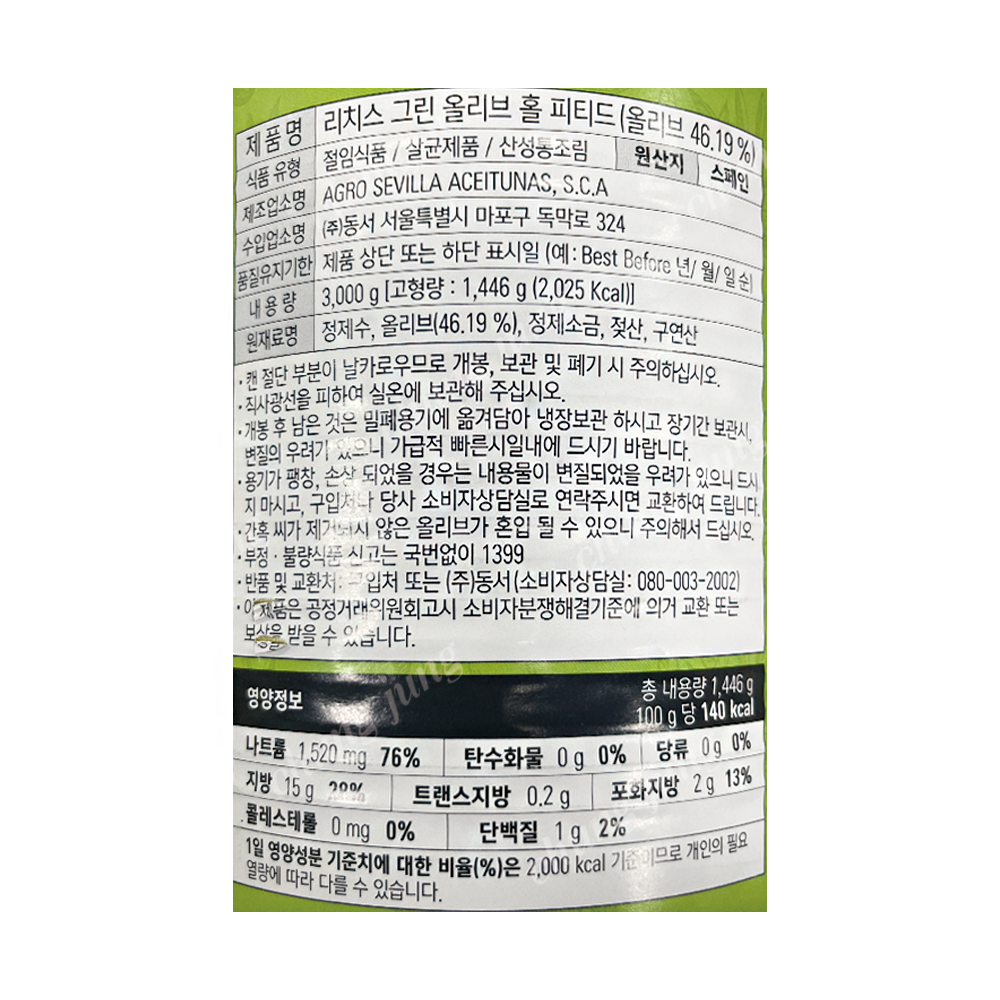 제품명 리치스 그린 올리브 홀 피티드 (올리브 46.19 %)
식품 유형 절임식품 / 살균제품 / 산성통조림 원산지 스페인
제조업소명 AGRO SEVILLA ACEITUNAS, S.C.A
수입업소명 (주)동서 서울특별시 마포구 독막로 324
품질유지기한 제품 상단 또는 하단 표시일 (예: Best Before 년/ 월/ 일 순)
내용량 3,000 g [고형량 : 1,446 g (2,025 Kcal)]
원재료명 정제수, 올리브(46.19 %), 정제소금, 젖산, 구연산
· 캔 절단 부분이 날카로우므로 개봉, 보관 및 폐기 시 주의하십시오.
· 직사광선을 피하여 실온에 보관해 주십시오.
· 개봉 후 남은 것은 밀폐용기에 옮겨담아 냉장보관 하시고 장기간 보관시,
변질의 우려가 있으니 가급적 빠른시일내에 드시기 바랍니다.
· 용기가 팽창, 손상 되었을 경우는 내용물이 변질되었을 우려가 있으니 드시
지 마시고, 구입처나 당사 소비자상담실로 연락주시면 교환하여 드립니다.
· 간혹 씨가 제거되지 않은 올리브가 혼입 될 수 있으니 주의해서 드십시오.
· 부정 · 불량식품 신고는 국번없이 1399
· 반품 및 교환처: 구입처 또는 (주)동서(소비자상담실: 080-003-2002)
· 이 제품은 공정거래위원회고시 소비자분쟁해결기준에 의거 교환 또는
보상을 받을 수 있습니다.
영양정보 총 내용량 1,446 g
100 g 당 140 kcal
나트륨 1,520 mg 76% 탄수화물 0 g 0% 당류 0 g 0%
지방 15 g 28% 트랜스지방 0.2 g 포화지방 2 g 13%
콜레스테롤 0 mg 0% 단백질 1 g 2%
1일 영양성분 기준치에 대한 비율(%)은 2,000 kcal 기준이므로 개인의 필요
열량에 따라 다를 수 있습니다.